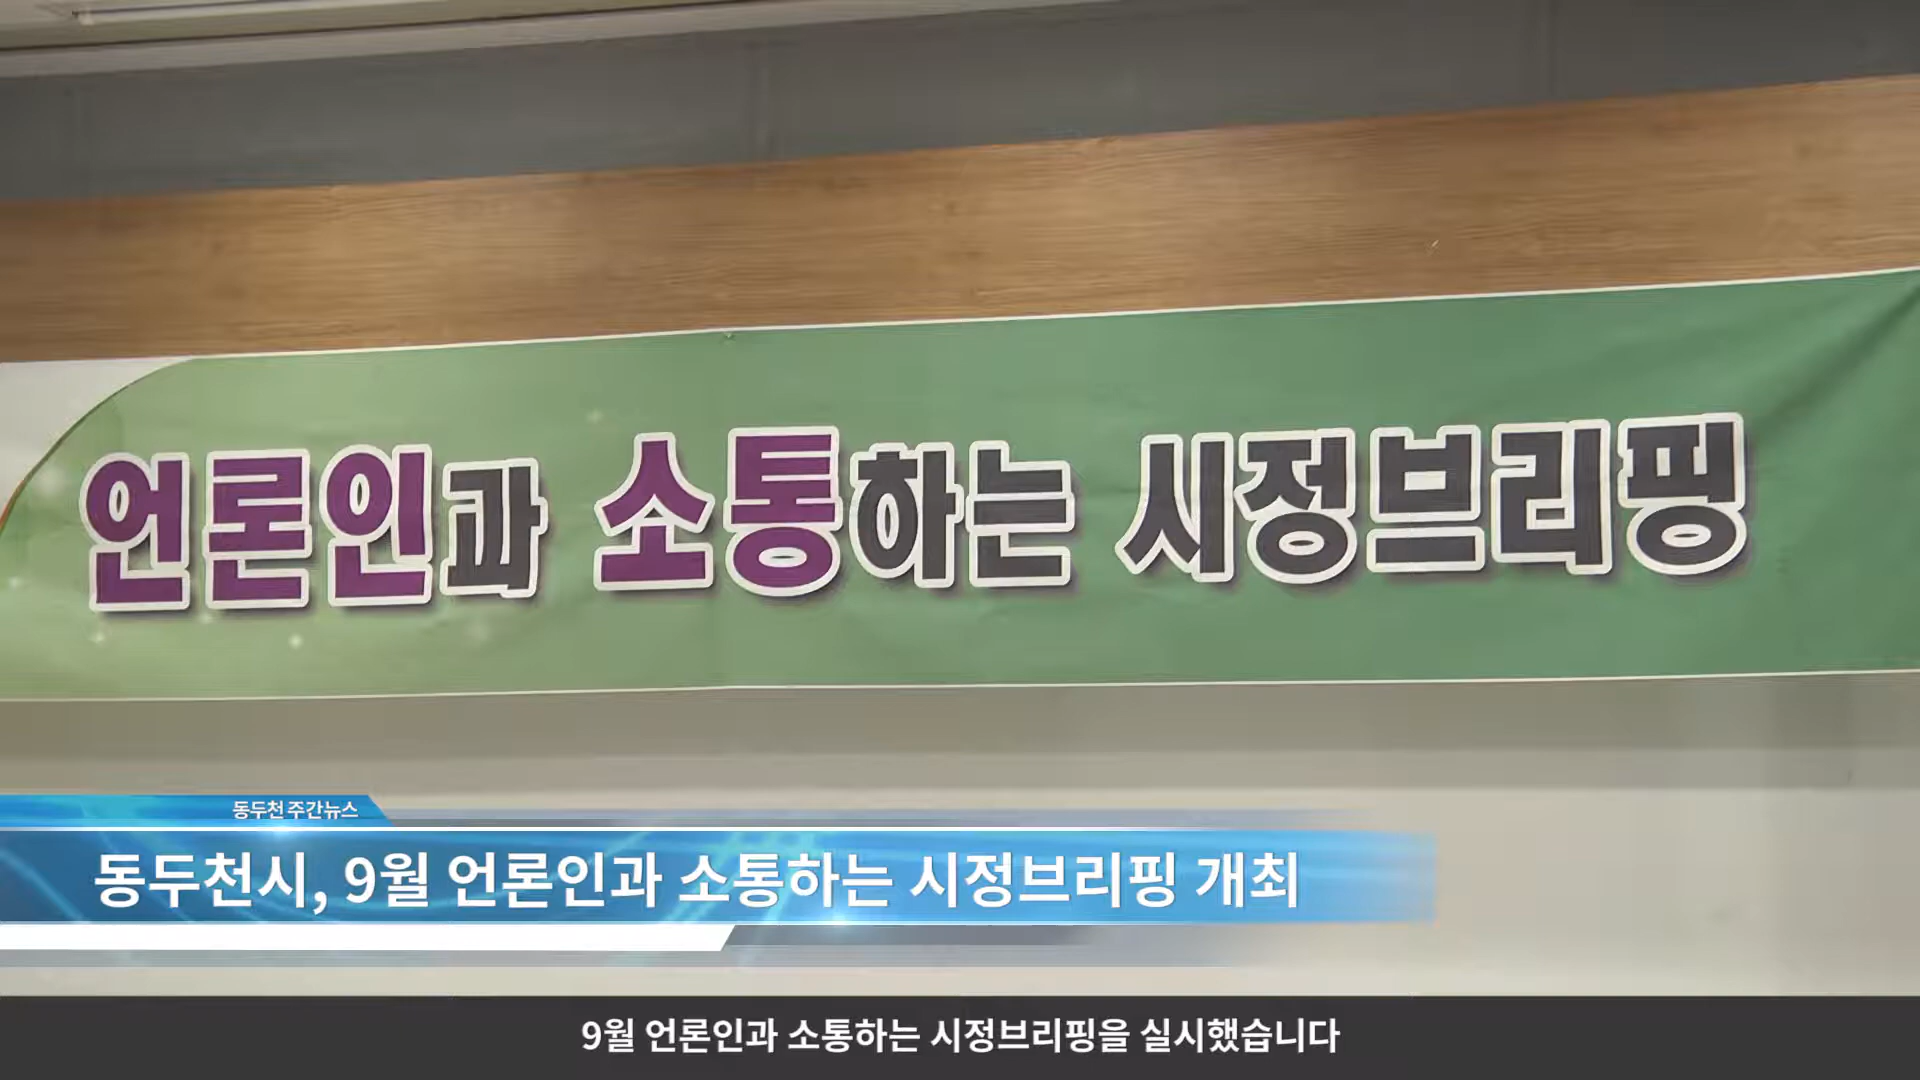 언론인과 소통하는 시정브리핑
동두천 주간뉴스
동두천시, 9월 언론인과 소통하는 시정브리핑 개최
9월 언론인과 소통하는 시정브리핑을 실시했습니다